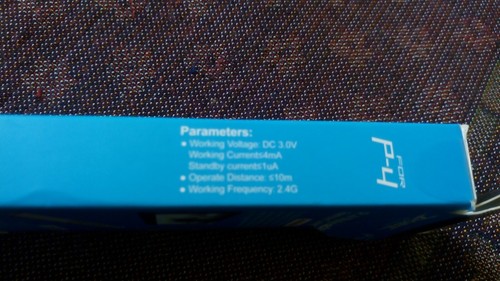 Parameters:
● Working Voltage: DC 3.0V
Working Current≤4mA
Standby current≤1uA
● Operate Distance: ≤10m
● Working Frequency: 2.4G
FOR
P-4